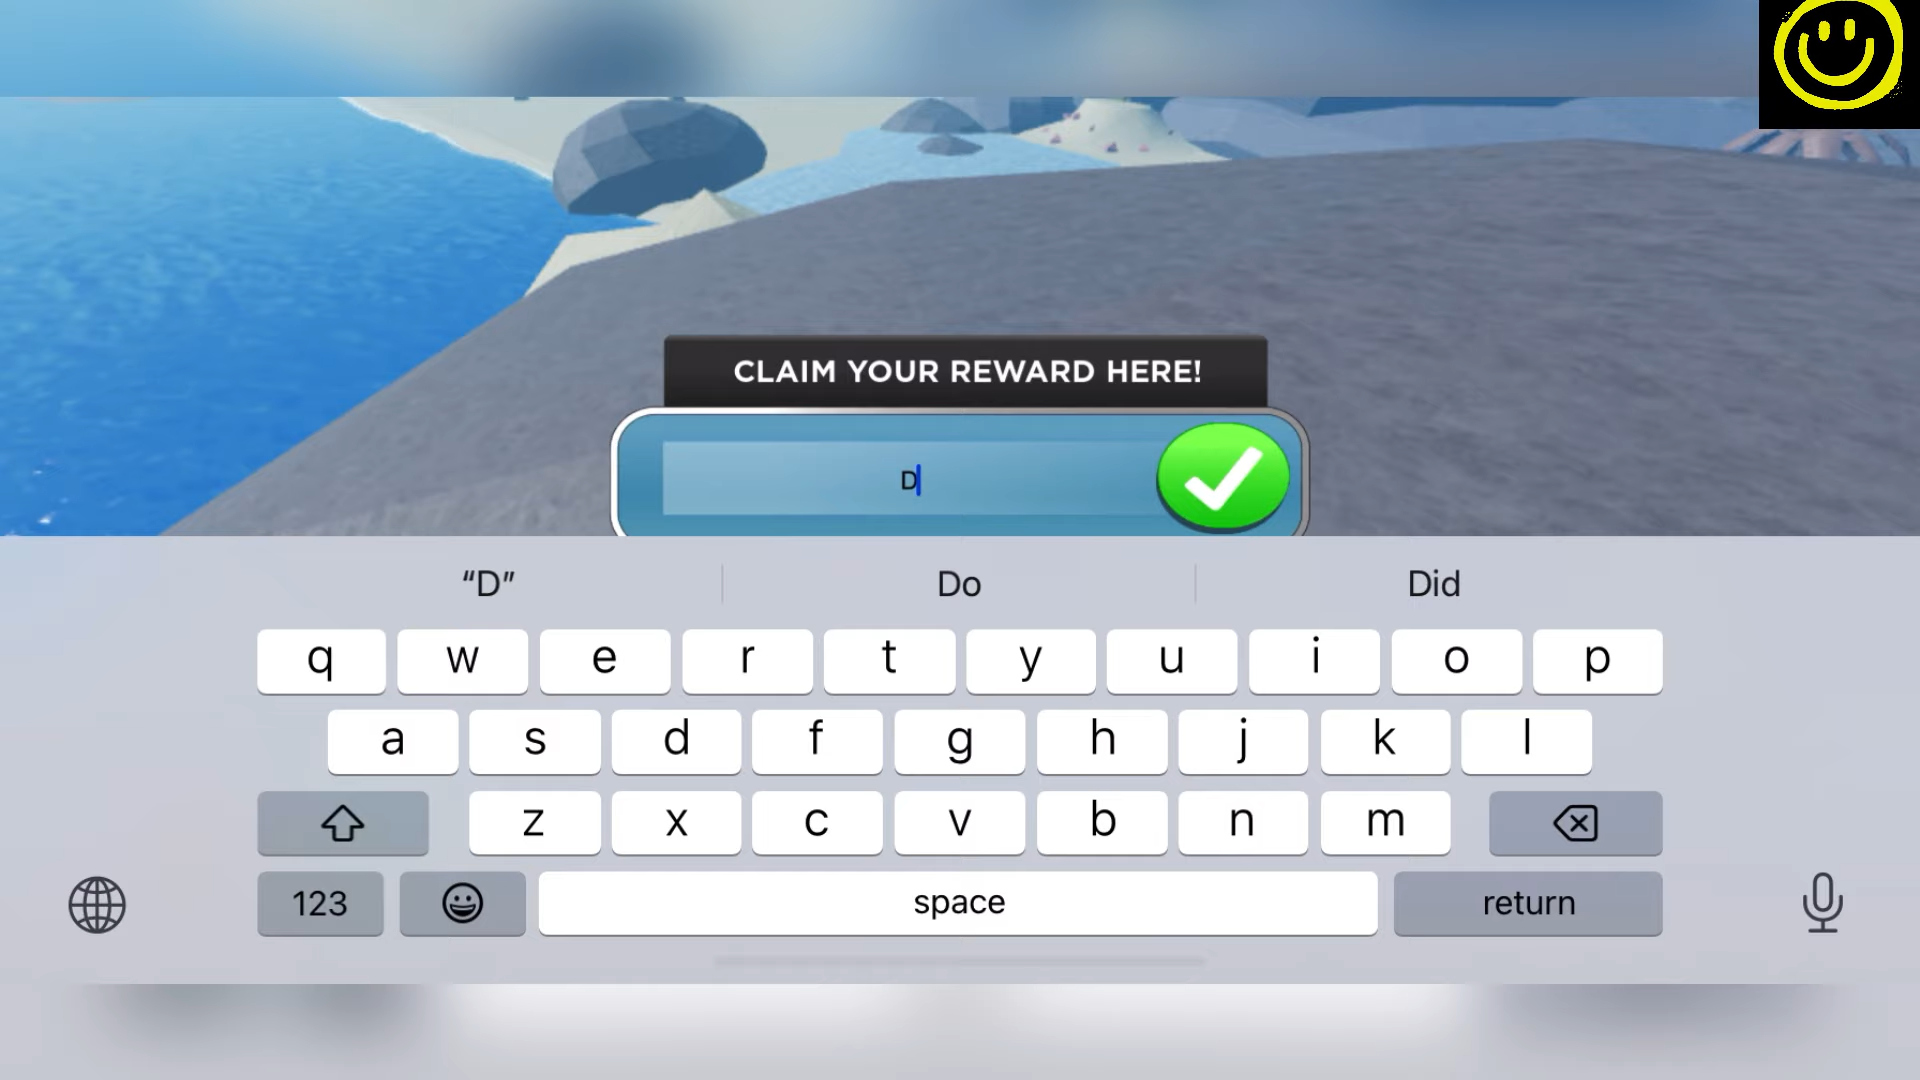 CLAIM YOUR REWARD HERE!
D
“D” Do Did
q w e r t y u i o p
a s d f g h j k l
z x c v b n m
123 space return